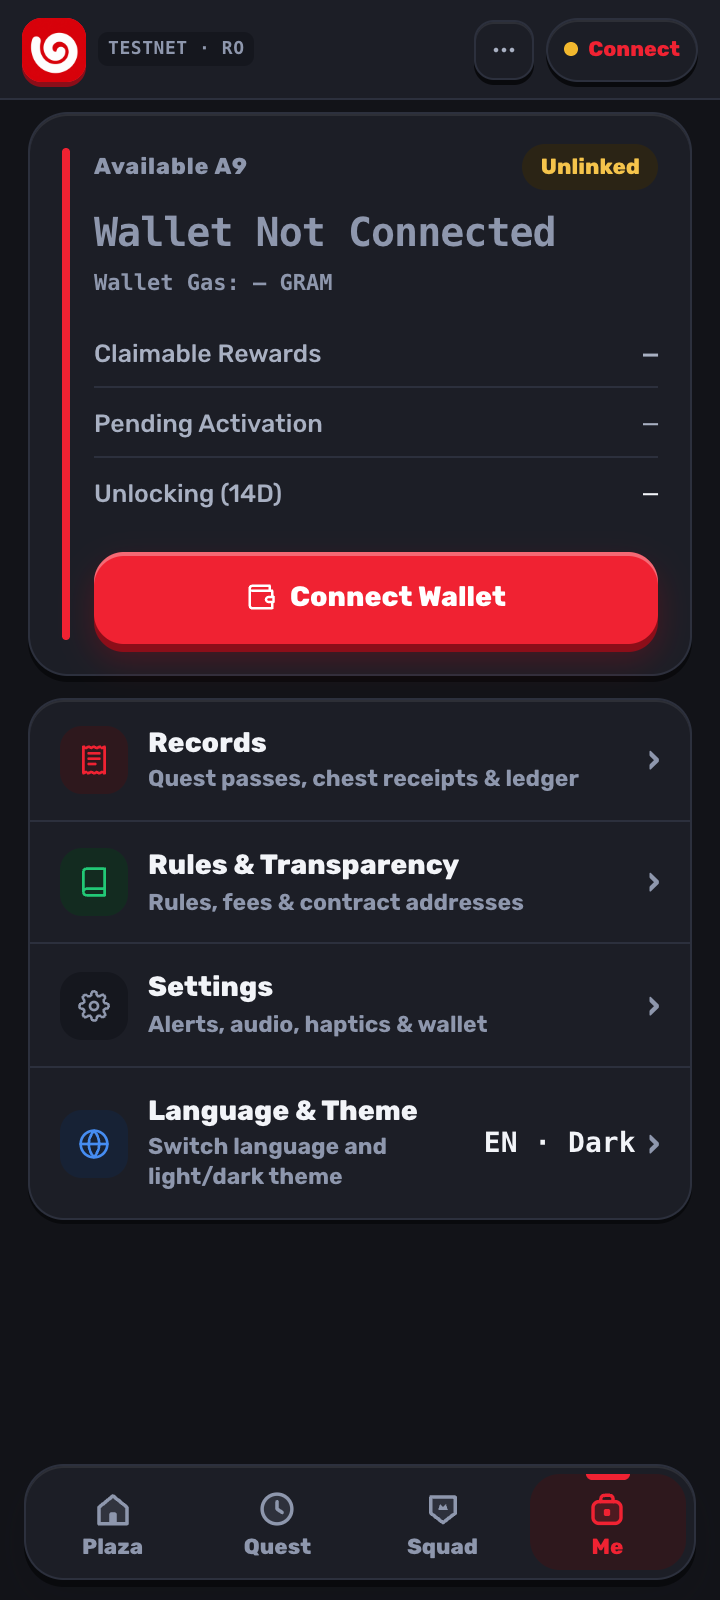 TESTNET · RO
···
Connect
Available A9
Unlinked
Wallet Not Connected
Wallet Gas: — GRAM
Claimable Rewards —
Pending Activation —
Unlocking (14D) —
Connect Wallet
Records
Quest passes, chest receipts & ledger
Rules & Transparency
Rules, fees & contract addresses
Settings
Alerts, audio, haptics & wallet
Language & Theme
Switch language and
light/dark theme
EN · Dark
Plaza
Quest
Squad
Me